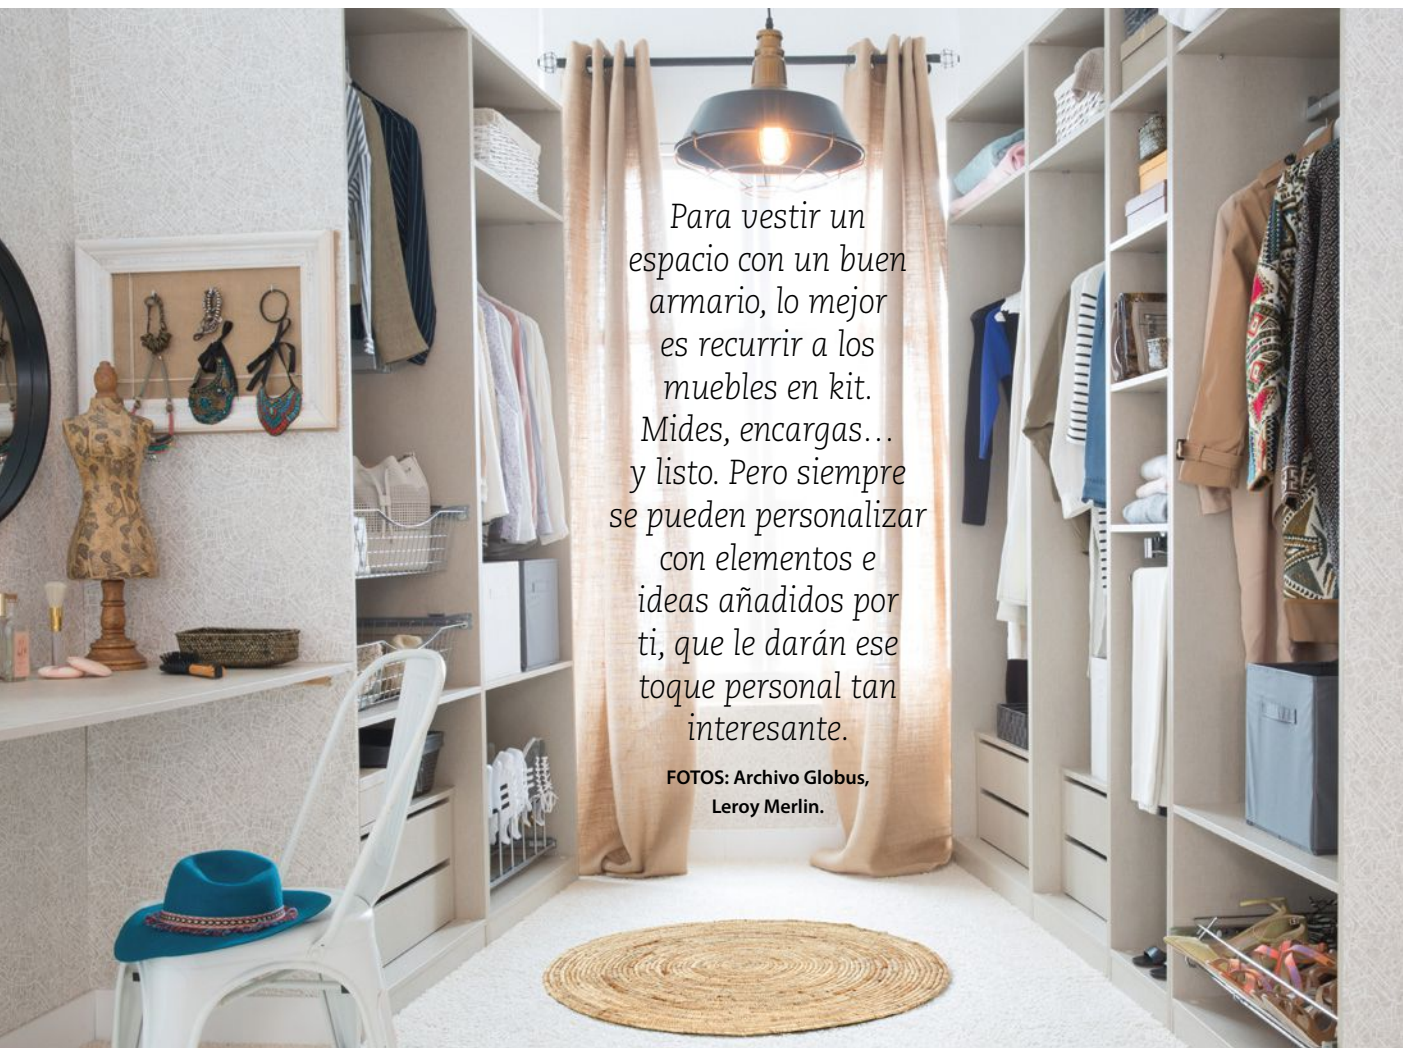 Para vestir un
espacio con un buen
armario, lo mejor
es recurrir a los
muebles en kit.
Mides, encargas...
y listo. Pero siempre
se pueden personalizar
con elementos e
ideas añadidos por
ti, que le darán ese
toque personal tan
interesante.
FOTOS: Archivo Globus,
Leroy Merlin.